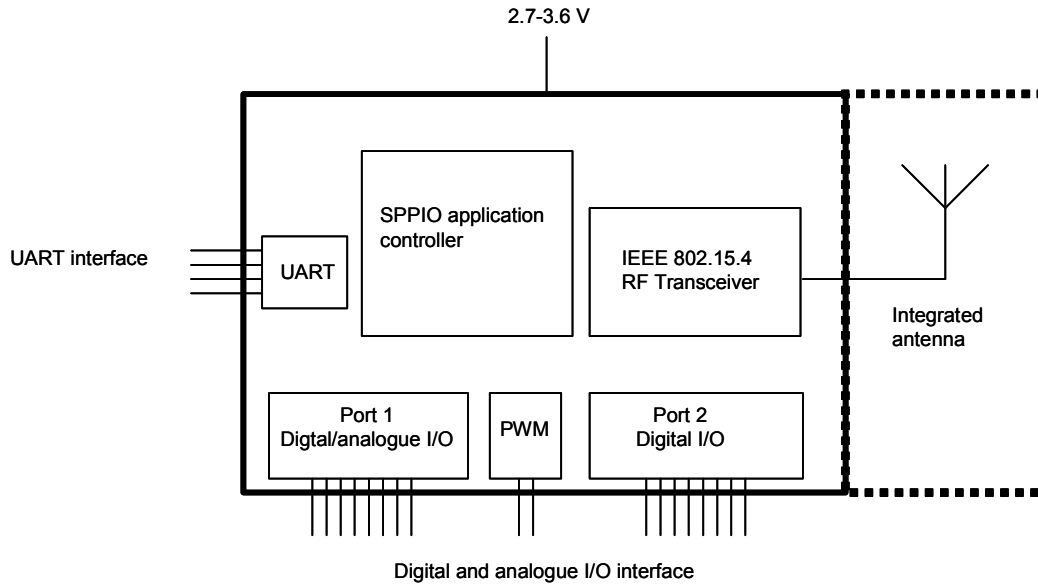 2.7-3.6 V
SPPIO application
controller
UART interface
UART
IEEE 802.15.4
RF Transceiver
Integrated
antenna
Port 1
Digtal/analogue I/O
PWM
Port 2
Digital I/O
Digital and analogue I/O interface